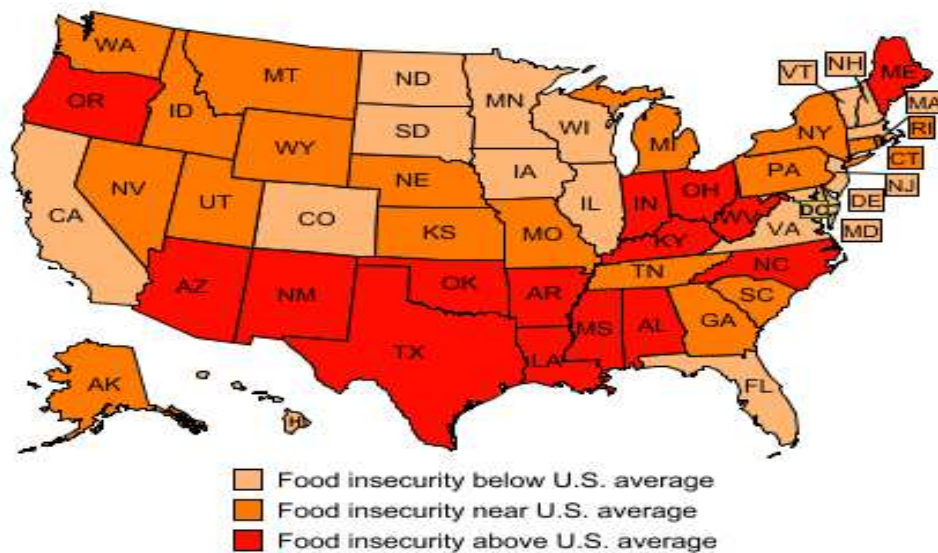 WA
MT
ND
MN
VT
NH
ME
OR
ID
WY
SD
WI
MI
NY
MA
RI
CT
NV
UT
CO
NE
IA
IL
IN
OH
PA
NJ
DE
MD
CA
KS
MO
KY
WV
VA
DC
AZ
NM
OK
AR
TN
NC
SC
TX
LA
MS
AL
GA
FL
AK
H
Food insecurity below U.S. average
Food insecurity near U.S. average
Food insecurity above U.S. average